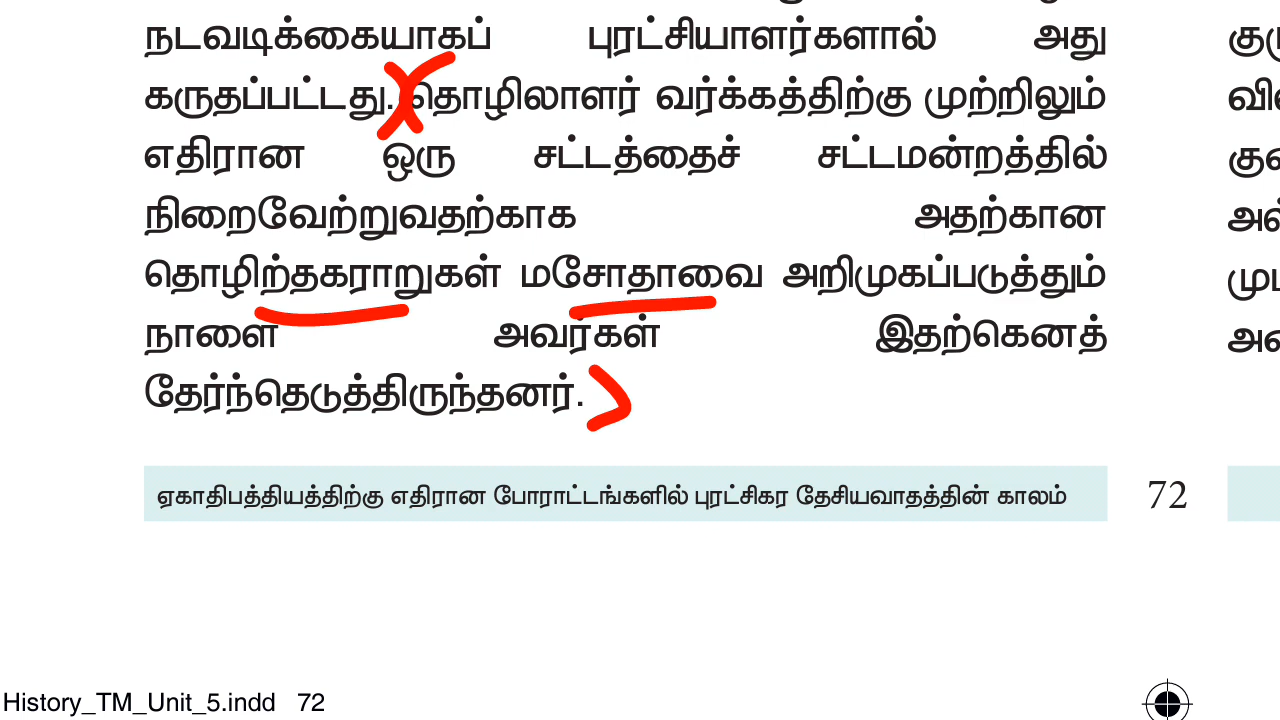 நடவடிக்கையாகப் புரட்சியாளர்களால் அது
கருதப்பட்டது. தொழிலாளர் வர்க்கத்திற்கு முற்றிலும்
எதிரான ஒரு சட்டத்தைச் சட்டமன்றத்தில்
நிறைவேற்றுவதற்காக அதற்கான
தொழிற்தகராறுகள் மசோதாவை அறிமுகப்படுத்தும்
நாளை அவர்கள் இதற்கெனத்
தேர்ந்தெடுத்திருந்தனர்.
ஏகாதிபத்தியத்திற்கு எதிரான போராட்டங்களில் புரட்சிகர தேசியவாதத்தின் காலம் 72
History_TM_Unit_5.indd 72